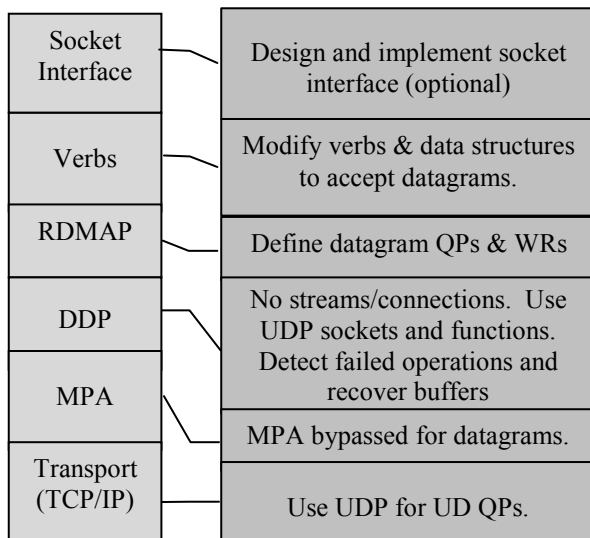 Socket
Interface
Design and implement socket
interface (optional)
Verbs
Modify verbs & data structures
to accept datagrams.
RDMAP
Define datagram QPs & WRs
DDP
No streams/connections. Use
UDP sockets and functions.
Detect failed operations and
recover buffers
MPA
MPA bypassed for datagrams.
Transport
(TCP/IP)
Use UDP for UD QPs.